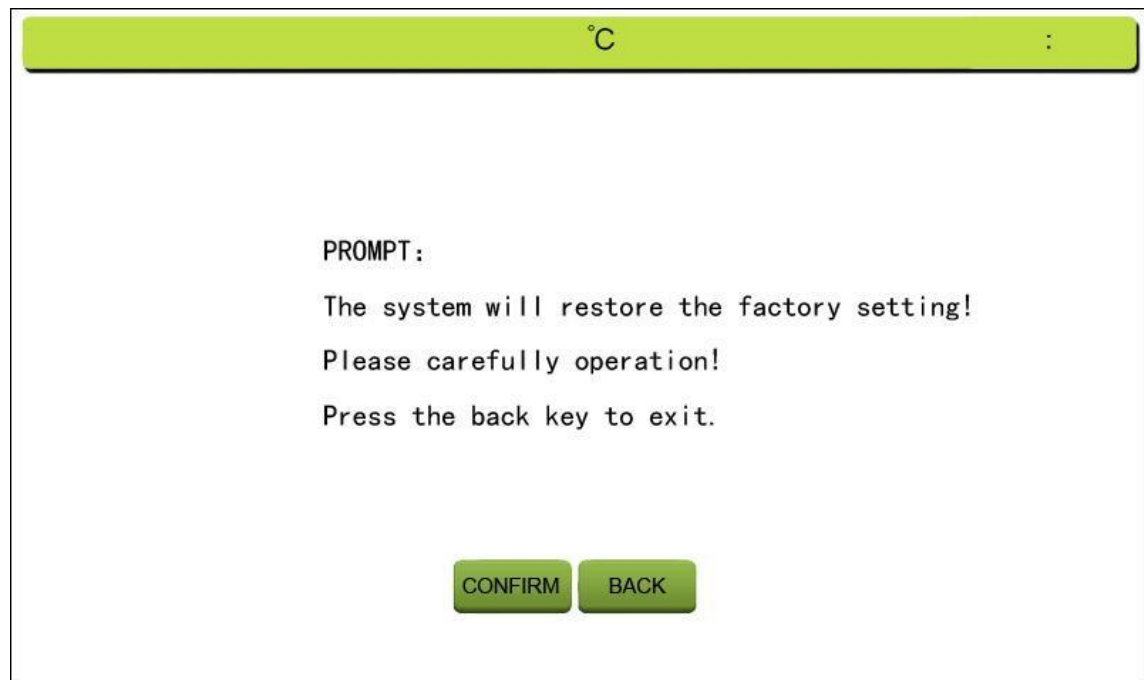 ℃ :
PROMPT：
The system will restore the factory setting!
Please carefully operation!
Press the back key to exit.
CONFIRM BACK